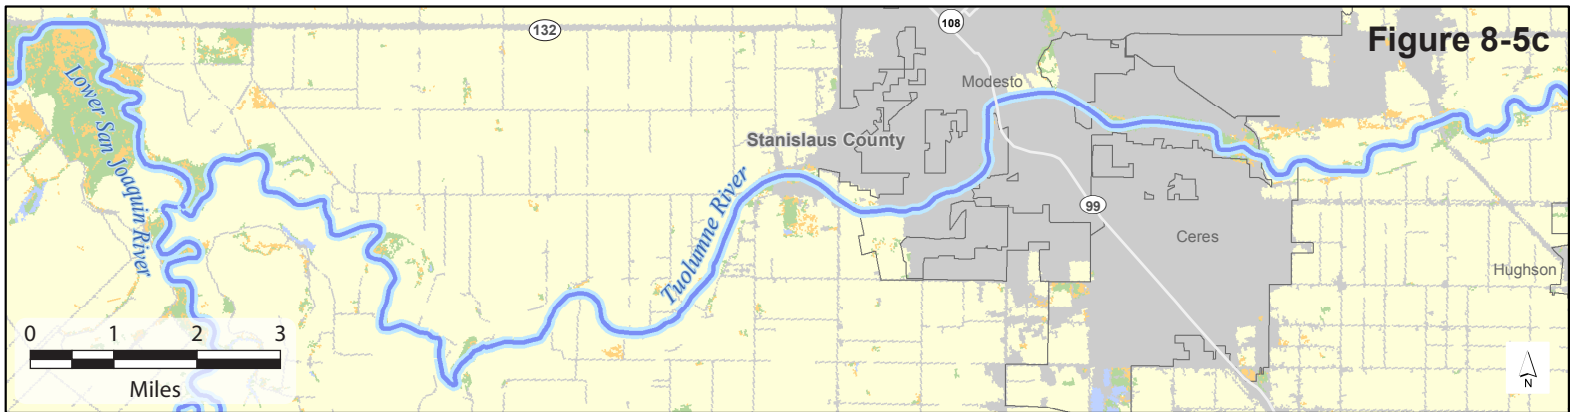 Figure 8-5c
132
108
Modesto
Stanislaus County
Lower San Joaquin River
Tuolumne River
99
Ceres
Hughson
0 1 2 3
Miles
N